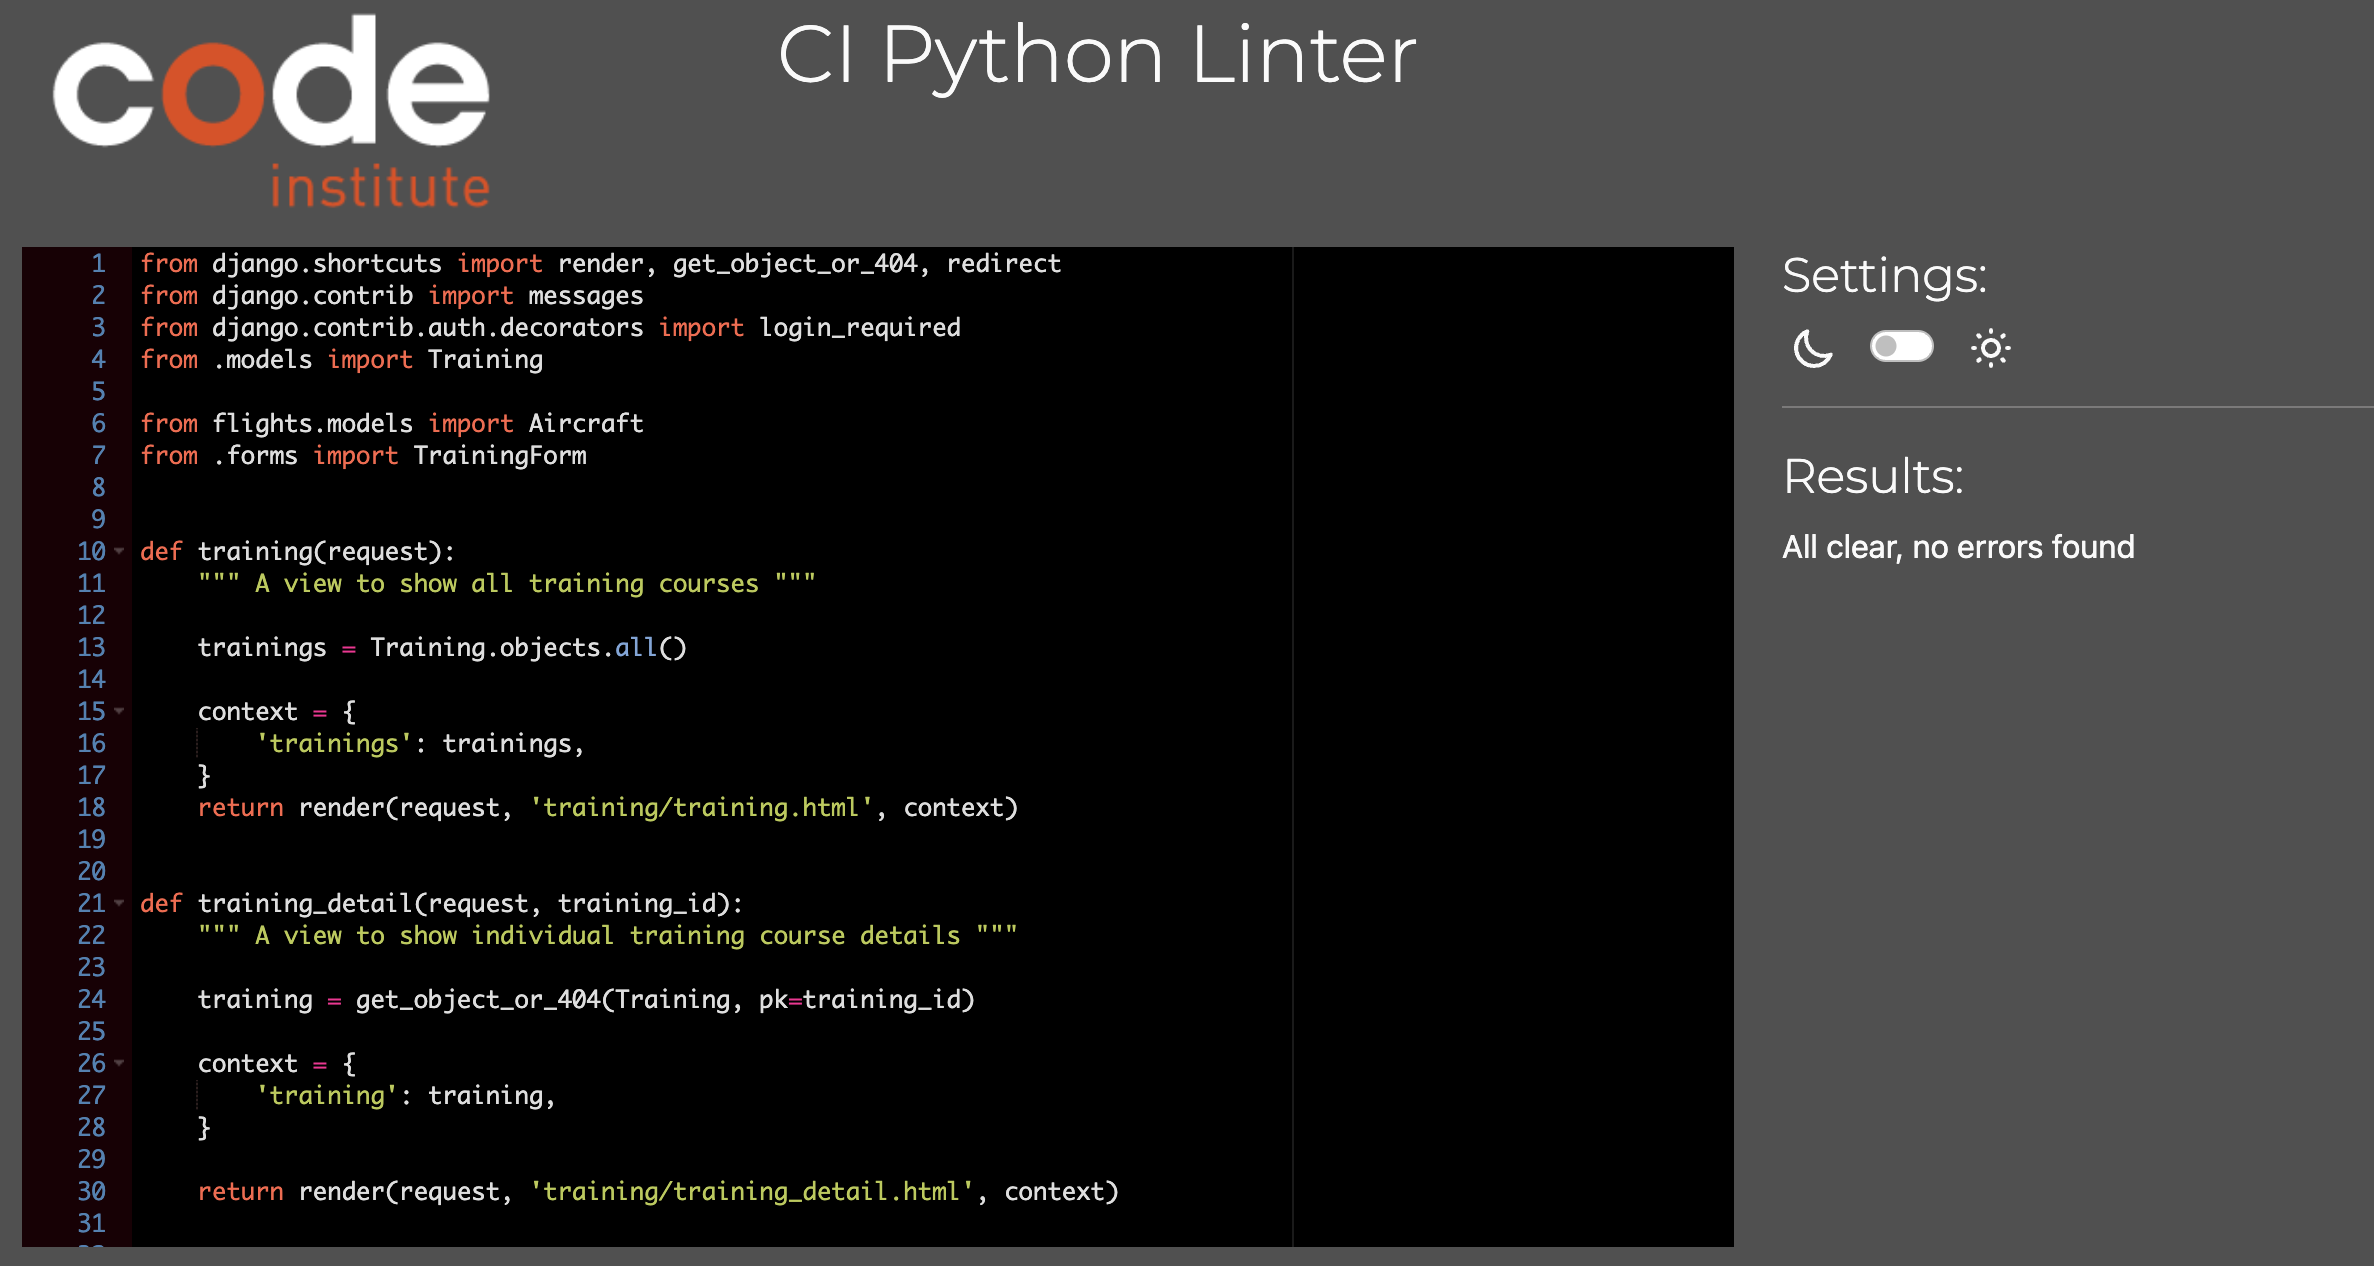 code
institute
CI Python Linter
1 from django.shortcuts import render, get_object_or_404, redirect
2 from django.contrib import messages
3 from django.contrib.auth.decorators import login_required
4 from .models import Training
5
6 from flights.models import Aircraft
7 from .forms import TrainingForm
8
9
10 def training(request):
11     """ A view to show all training courses """
12
13     trainings = Training.objects.all()
14
15     context = {
16         'trainings': trainings,
17     }
18     return render(request, 'training/training.html', context)
19
20
21 def training_detail(request, training_id):
22     """ A view to show individual training course details """
23
24     training = get_object_or_404(Training, pk=training_id)
25
26     context = {
27         'training': training,
28     }
29
30     return render(request, 'training/training_detail.html', context)
31
Settings:
Results:
All clear, no errors found